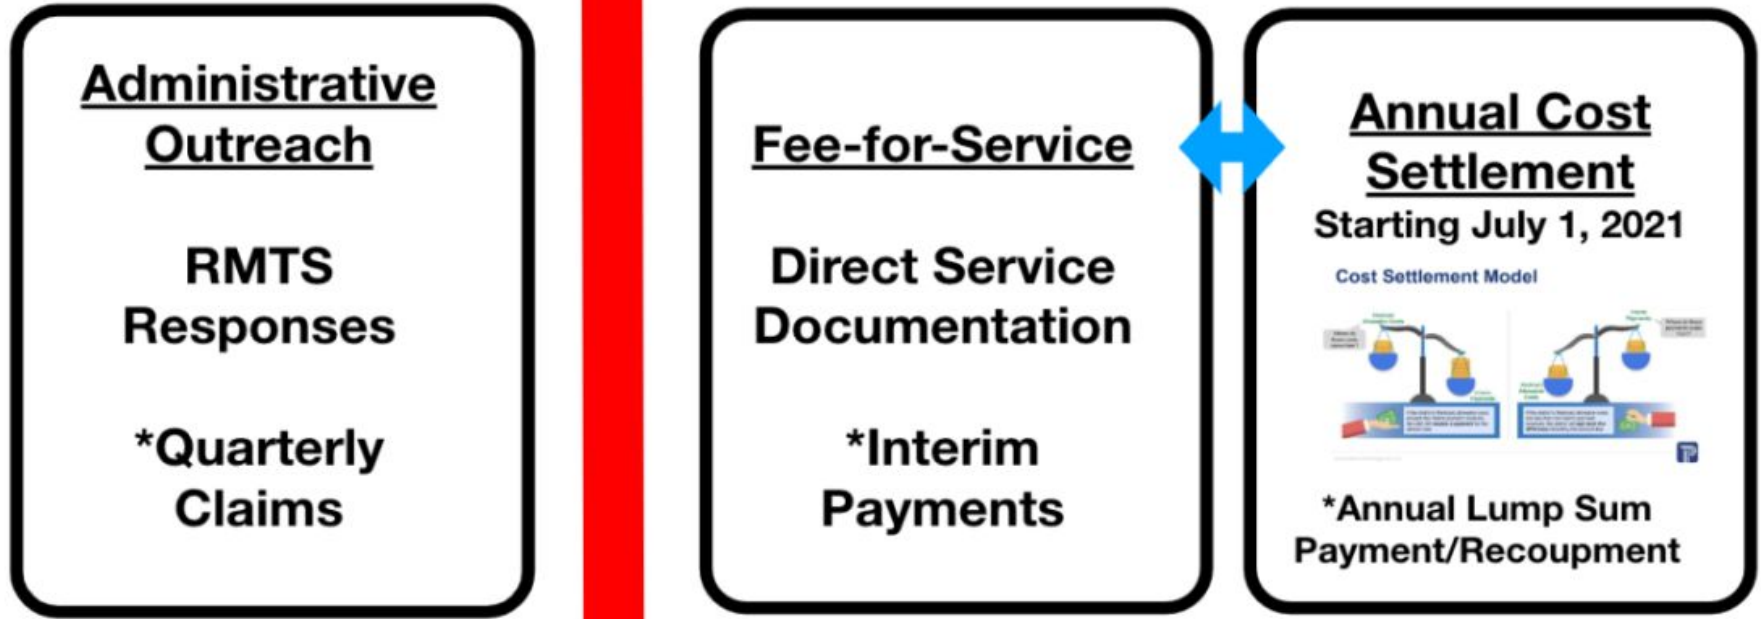 Administrative
Outreach
RMTS
Responses
*Quarterly
Claims
Fee-for-Service
Direct Service
Documentation
*Interim
Payments
Annual Cost
Settlement
Starting July 1, 2021
Cost Settlement Model
*Annual Lump Sum
Payment/Recoupment